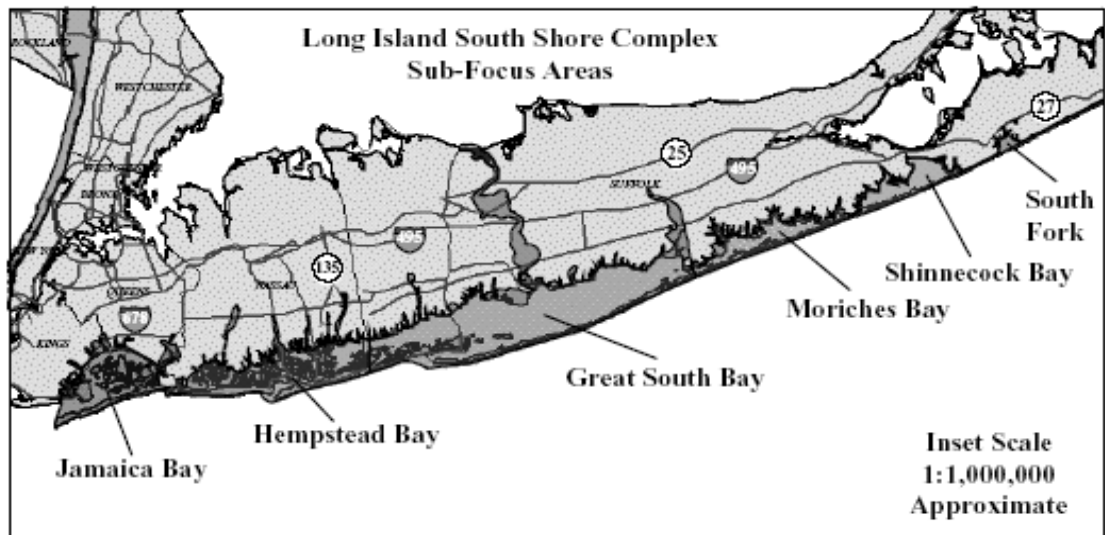 Long Island South Shore Complex
Sub-Focus Areas
ROCKLAND
WESTCHESTER
27
25
495
SUFFOLK
South
Fork
495
135
Shinnecock Bay
QUEENS
NASSAU
Moriches Bay
678
KINGS
Great South Bay
Hempstead Bay
Jamaica Bay
Inset Scale
1:1,000,000
Approximate